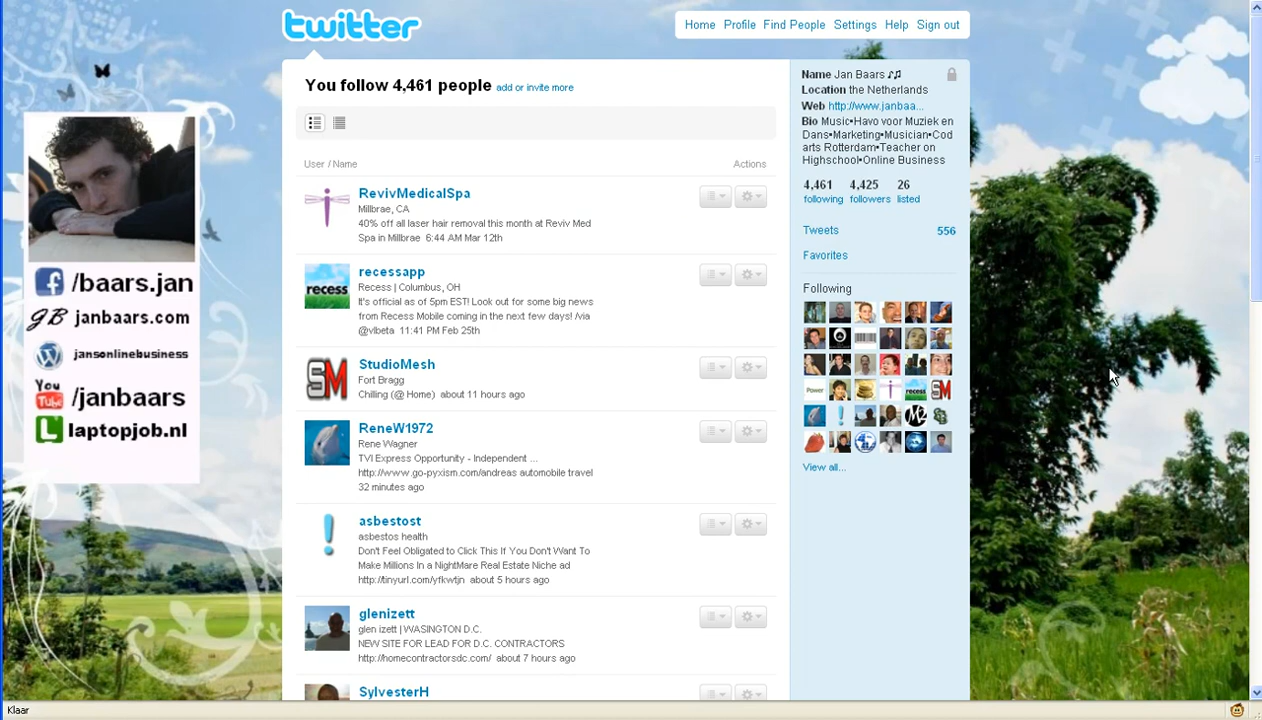 twitter
Home Profile Find People Settings Help Sign out
You follow 4,461 people add or invite more
User / Name Actions
RevivMedicalSpa
Millbrae, CA
40% off all laser hair removal this month at Reviv Med
Spa in Millbrae 6:44 AM Mar 12th
recess
recessapp
Recess | Columbus, OH
It's official as of 5pm EST! Look out for some big news
from Recess Mobile coming in the next few days! /via
@vlbeta 11:41 PM Feb 25th
SM
StudioMesh
Fort Bragg
Chilling (@ Home) about 11 hours ago
ReneW1972
Rene Wagner
TVI Express Opportunity - Independent ...
http://www.go-pyxism.com/andreas automobile travel
32 minutes ago
asbestost
asbestos health
Don't Feel Obligated to Click This If You Don't Want To
Make Millions In a NightMare Real Estate Niche ad
http://tinyurl.com/yfkwtjn about 5 hours ago
glenizett
glen izett | WASINGTON D.C.
NEW SITE FOR LEAD FOR D.C. CONTRACTORS
http://homecontractorsdc.com/ about 7 hours ago
SylvesterH
Name Jan Baars ♪♫
Location the Netherlands
Web http://www.janbaa...
Bio Music•Havo voor Muziek en
Dans•Marketing•Musician•Cod
arts Rotterdam•Teacher on
Highschool•Online Business
4,461 4,425 26
following followers listed
Tweets 556
Favorites
Following
Power
recess
SM
View all...
f /baars.jan
JB janbaars.com
W jansonlinebusiness
You Tube /janbaars
L laptopjob.nl
Klaar